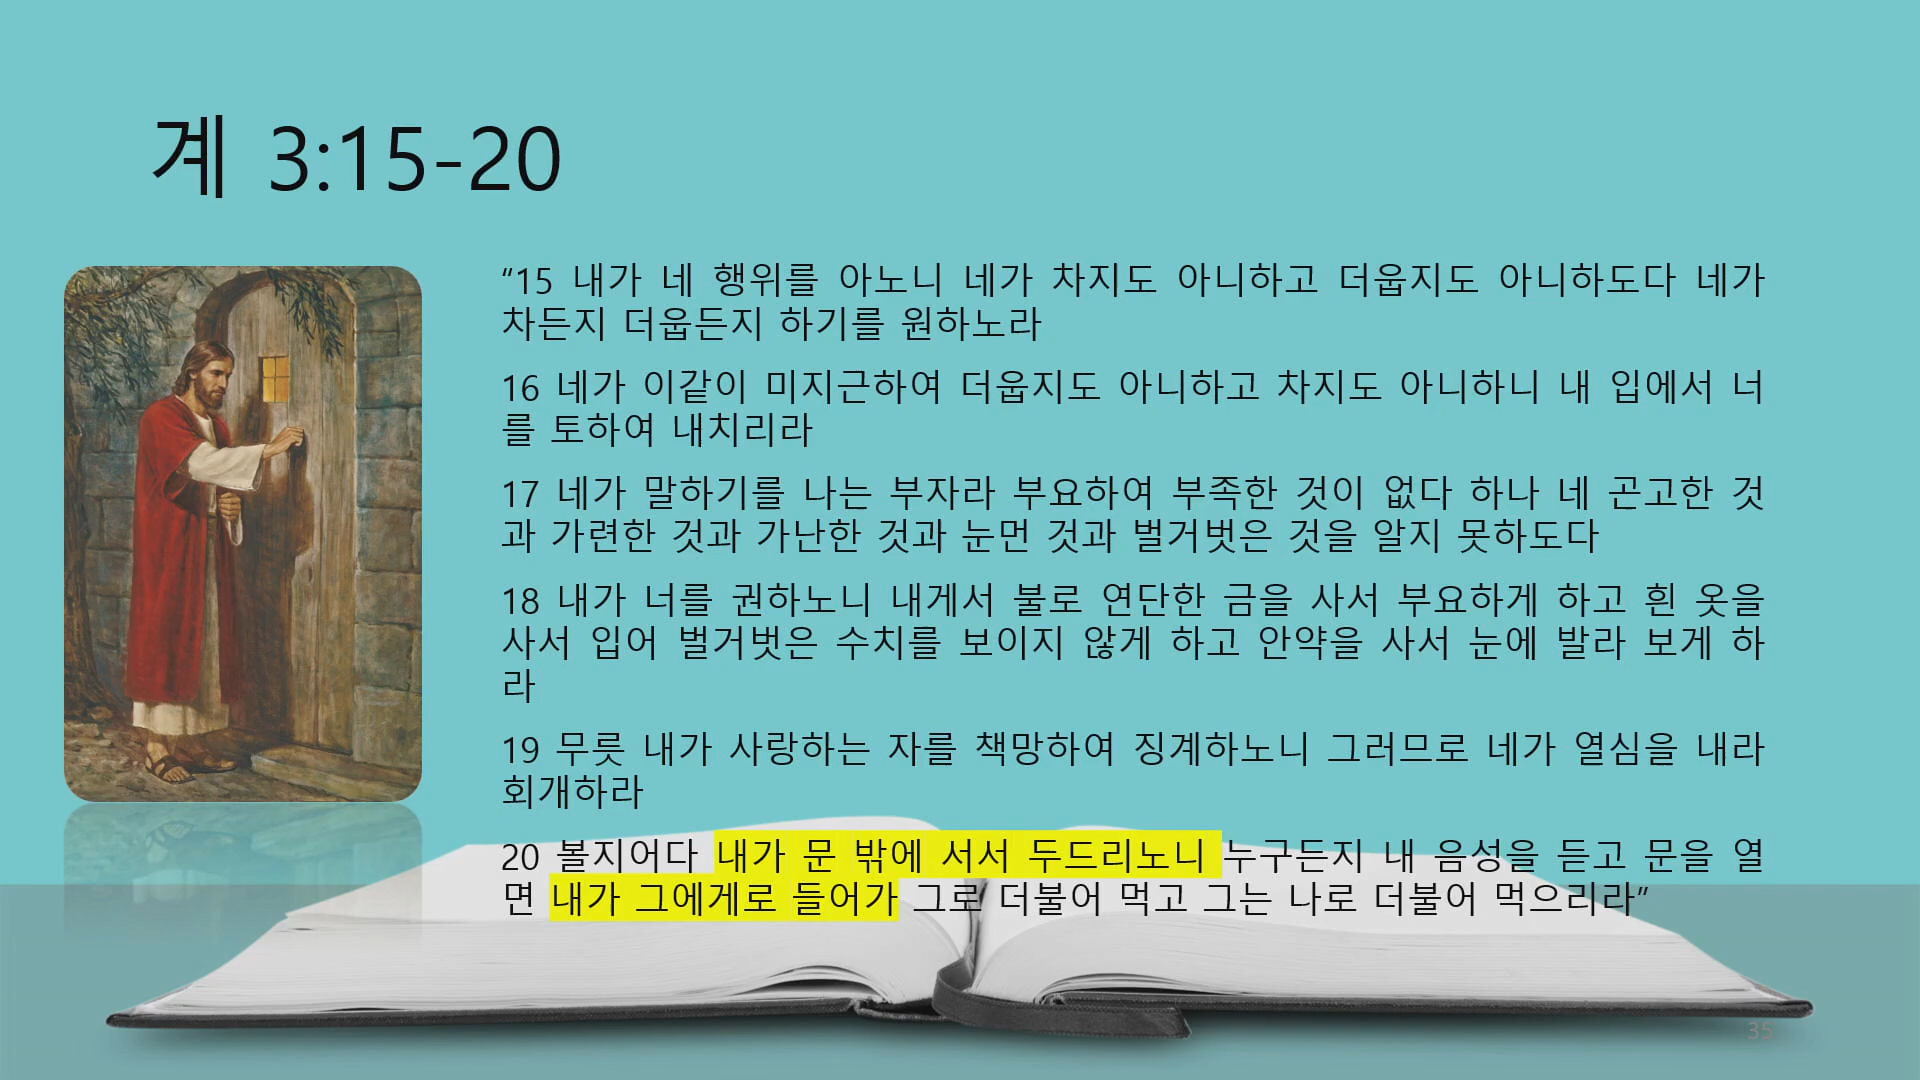 계 3:15-20
“15 내가 네 행위를 아노니 네가 차지도 아니하고 더웁지도 아니하도다 네가
차든지 더웁든지 하기를 원하노라
16 네가 이같이 미지근하여 더웁지도 아니하고 차지도 아니하니 내 입에서 너
를 토하여 내치리라
17 네가 말하기를 나는 부자라 부요하여 부족한 것이 없다 하나 네 곤고한 것
과 가련한 것과 가난한 것과 눈먼 것과 벌거벗은 것을 알지 못하도다
18 내가 너를 권하노니 내게서 불로 연단한 금을 사서 부요하게 하고 흰 옷을
사서 입어 벌거벗은 수치를 보이지 않게 하고 안약을 사서 눈에 발라 보게 하
라
19 무릇 내가 사랑하는 자를 책망하여 징계하노니 그러므로 네가 열심을 내라
회개하라
20 볼지어다 내가 문 밖에 서서 두드리노니 누구든지 내 음성을 듣고 문을 열
면 내가 그에게로 들어가 그로 더불어 먹고 그는 나로 더불어 먹으리라”
35